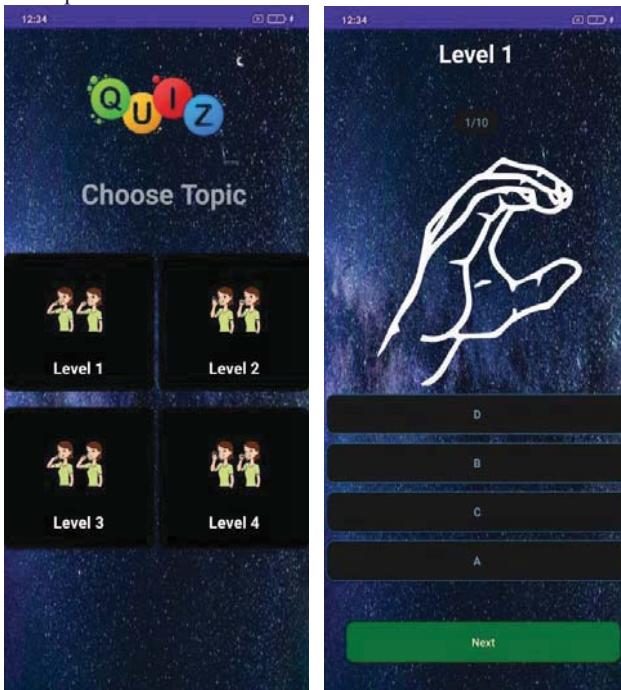 12:34
QUIZ
Choose Topic
Level 1
Level 2
Level 3
Level 4
12:34
Level 1
1/10
D
B
C
A
Next